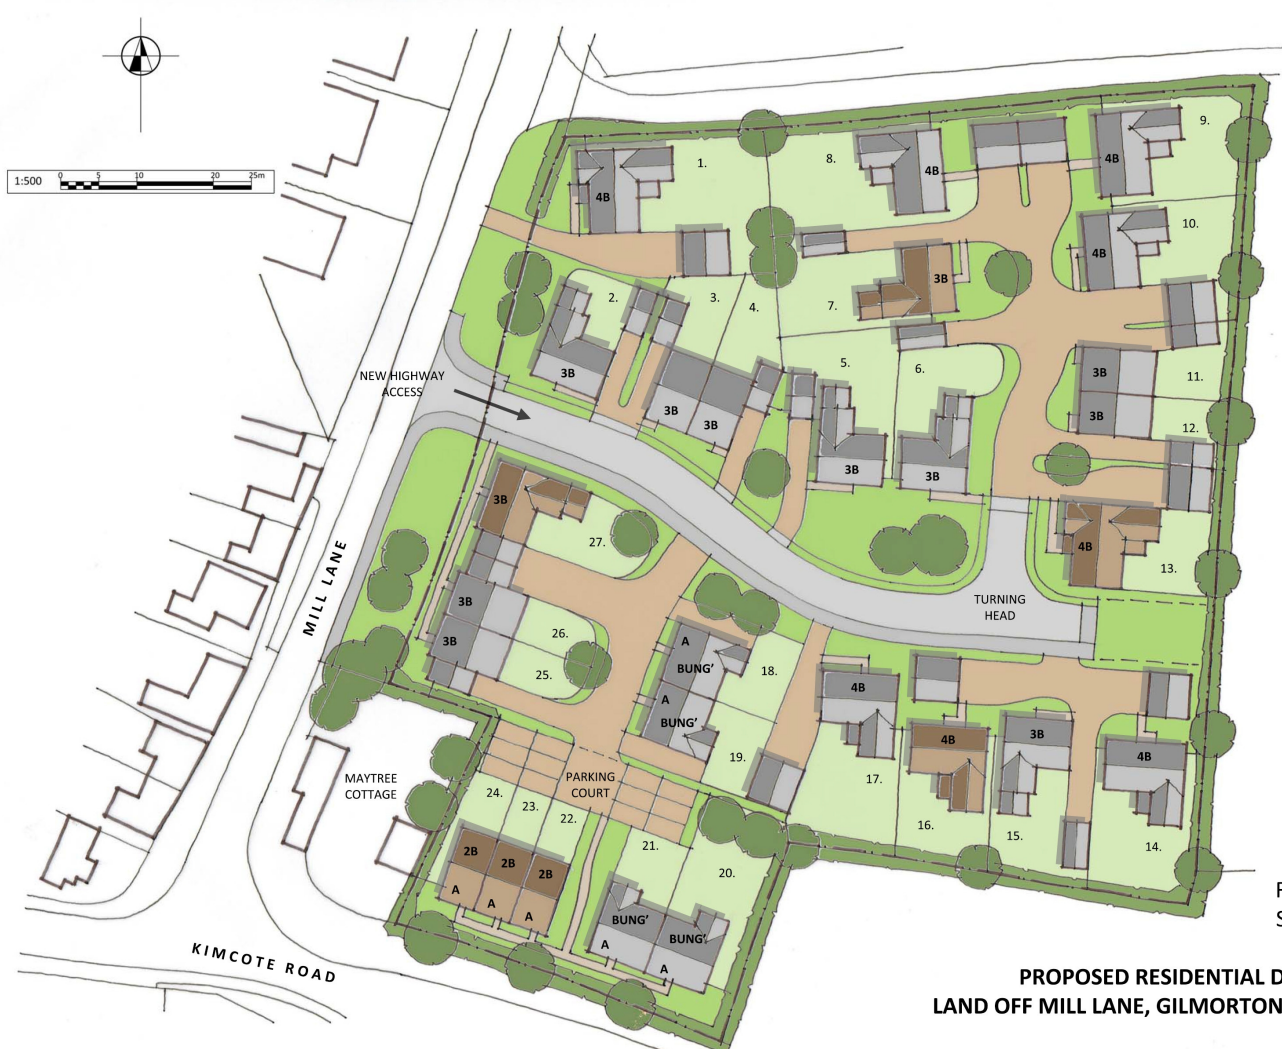 1:500
0 5 10 20 25m
9.
8.
1.
4B
4B
4B
10.
4B
3B
2.
3.
4.
7.
NEW HIGHWAY
ACCESS
3B
3B
3B
5.
6.
3B
11.
3B
12.
3B
3B
3B
27.
4B
13.
MILL LANE
3B
3B
26.
25.
TURNING
HEAD
A
BUNG'
18.
A
BUNG'
19.
4B
4B
3B
4B
17.
16.
15.
14.
MAYTREE
COTTAGE
PARKING
COURT
24.
23.
22.
21.
20.
2B
2B
2B
A
A
A
BUNG'
BUNG'
A
A
KIMCOTE ROAD
PROPOSED RESIDENTIAL D
LAND OFF MILL LANE, GILMORTON